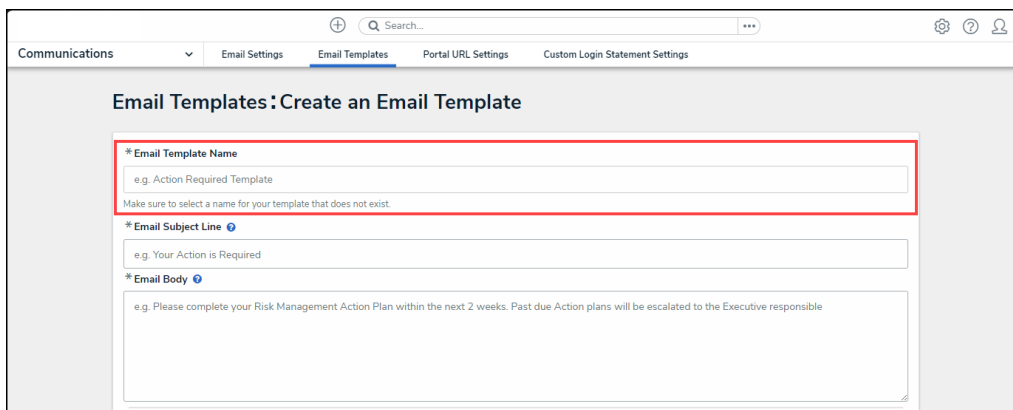 Search...
Communications Email Settings Email Templates Portal URL Settings Custom Login Statement Settings
Email Templates: Create an Email Template
* Email Template Name
e.g. Action Required Template
Make sure to select a name for your template that does not exist.
* Email Subject Line
e.g. Your Action is Required
* Email Body
e.g. Please complete your Risk Management Action Plan within the next 2 weeks. Past due Action plans will be escalated to the Executive responsible